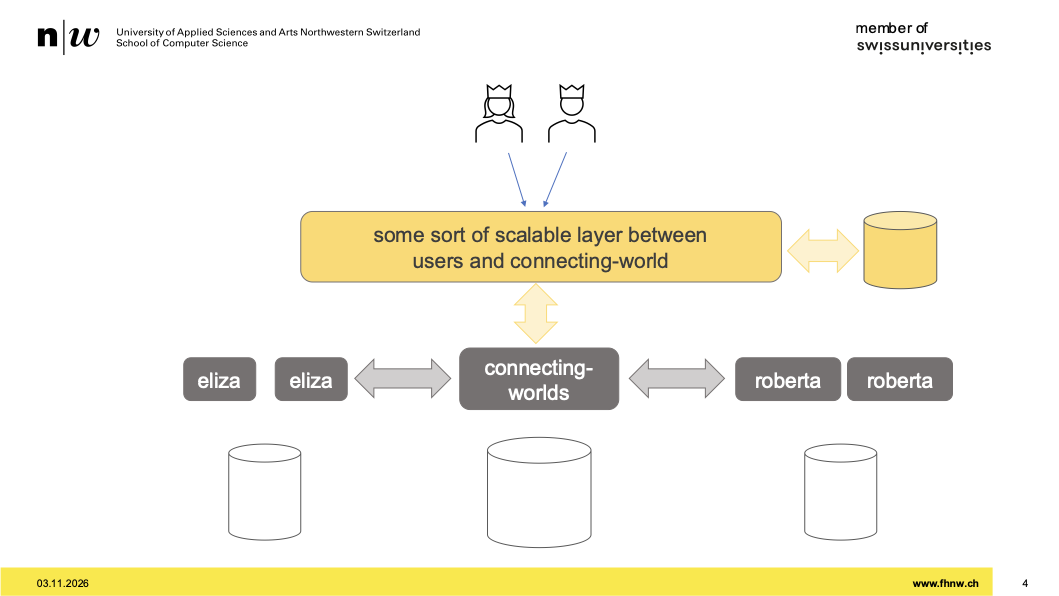 n w University of Applied Sciences and Arts Northwestern Switzerland
School of Computer Science
member of
swissuniversities
some sort of scalable layer between
users and connecting-world
eliza
eliza
connecting-
worlds
roberta
roberta
03.11.2026
www.fhnw.ch
4